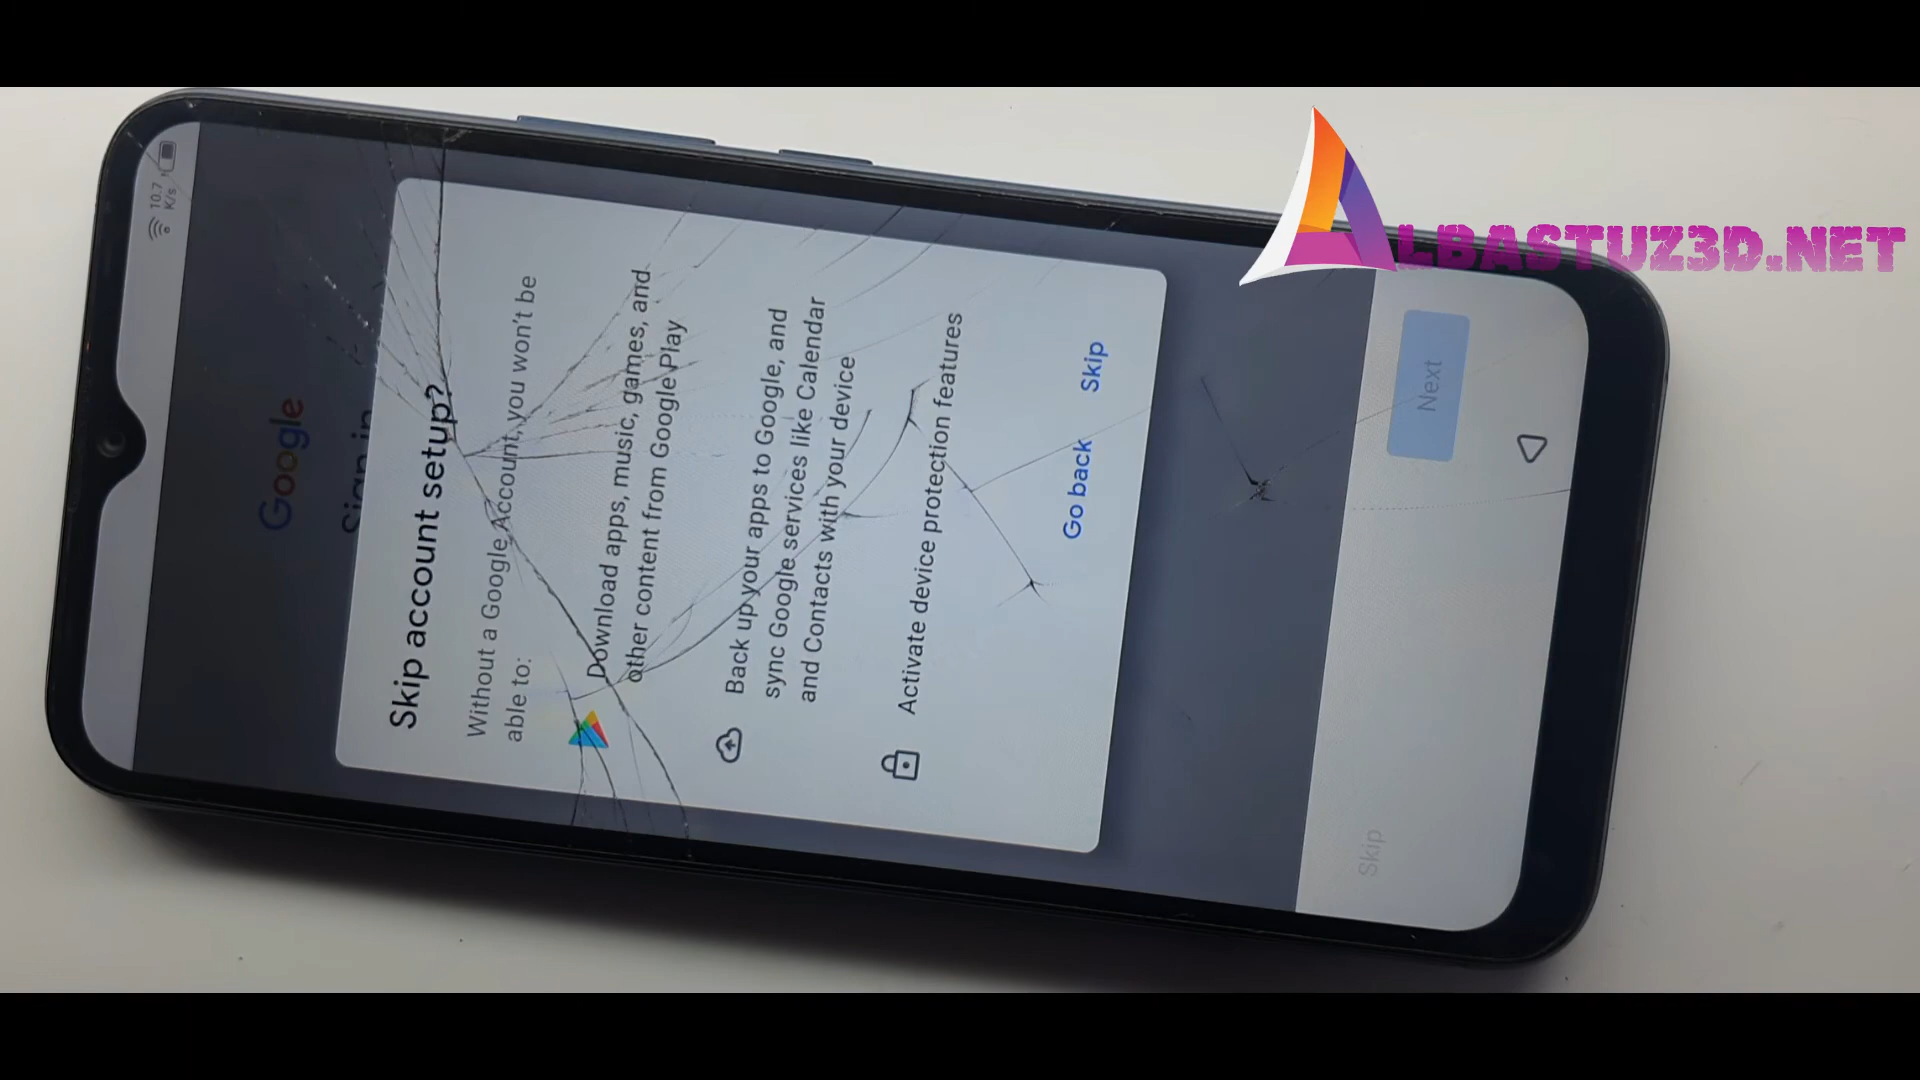 10.7
K/s
Google
Sign in
Skip account setup?
Without a Google Account, you won't be
able to:
Download apps, music, games, and
other content from Google Play
Back up your apps to Google, and
sync Google services like Calendar
and Contacts with your device
Activate device protection features
Go back
Skip
Skip
Next
ALBASTUZ3D.NET